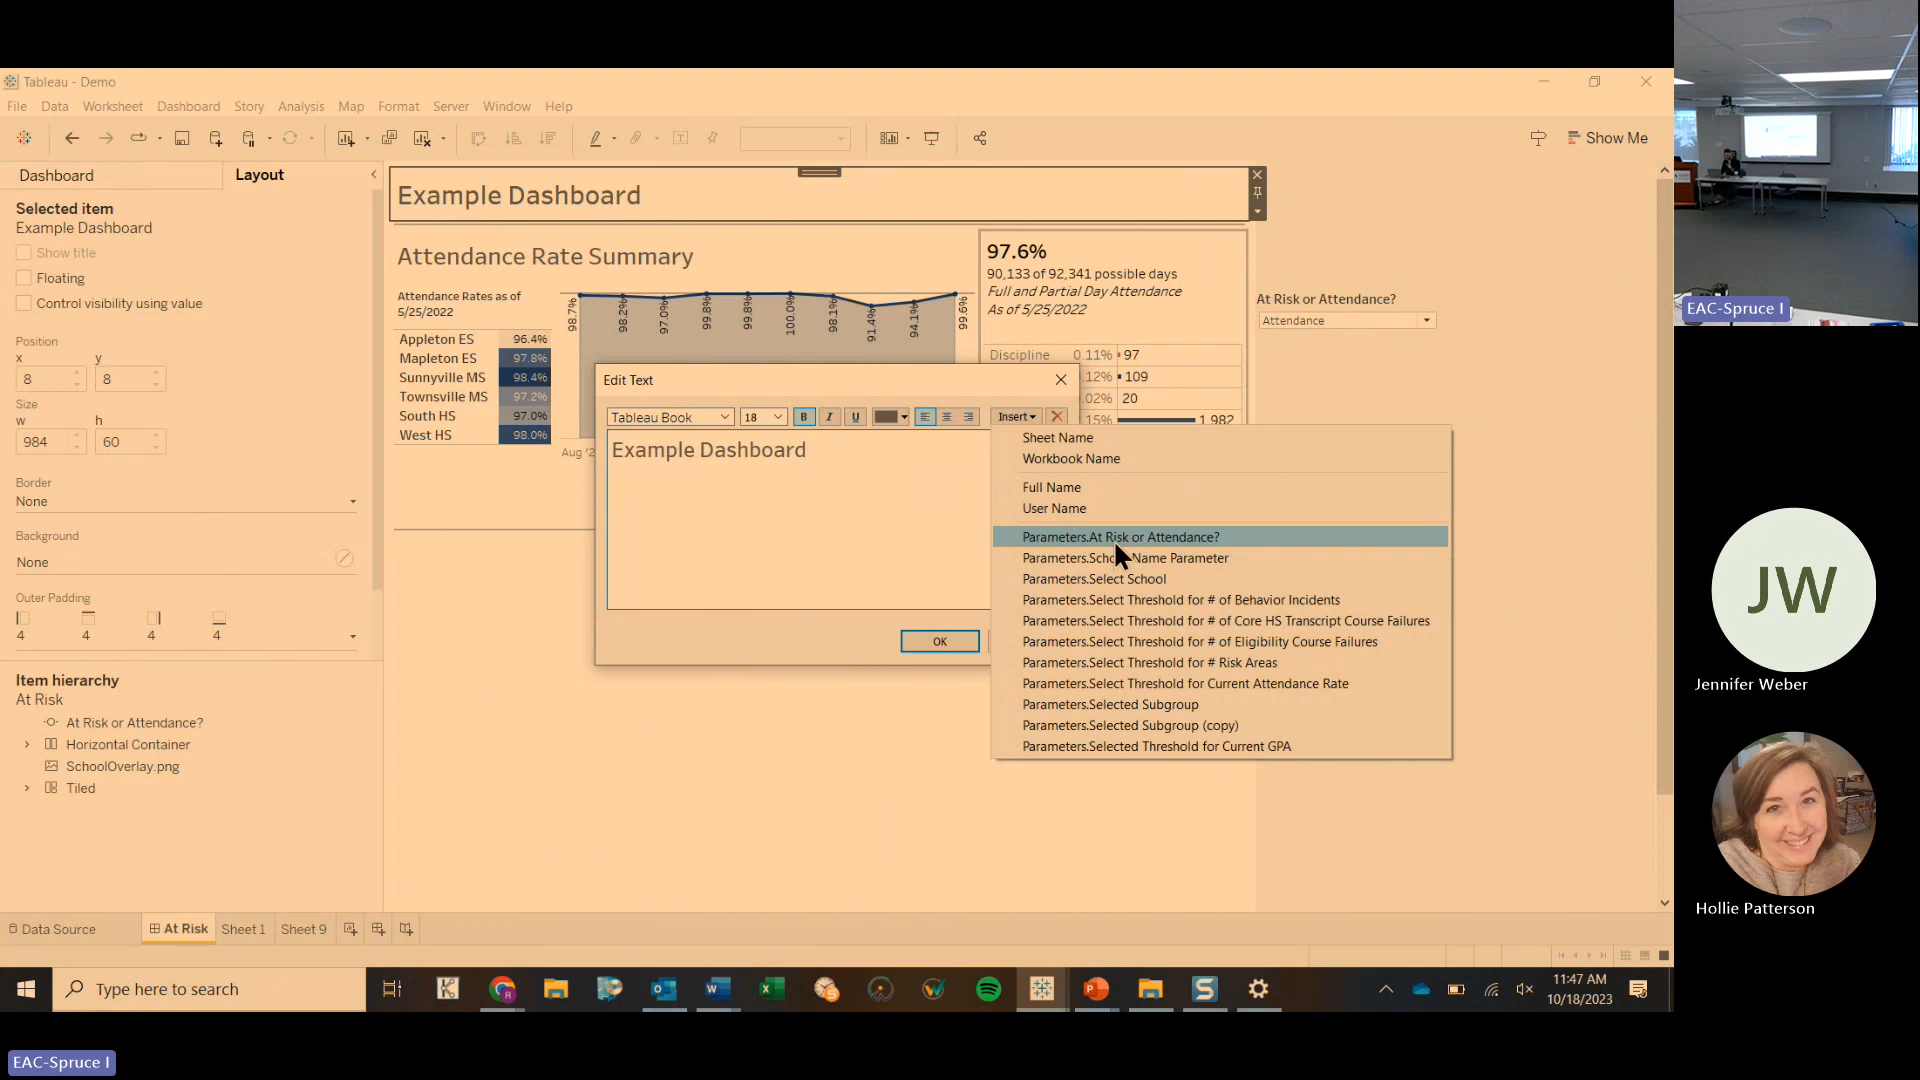 Tableau - Demo
File Data Worksheet Dashboard Story Analysis Map Format Server Window Help
Show Me
Dashboard
Layout
Selected item
Example Dashboard
Show title
Floating
Control visibility using value
Position
x y
8 8
Size
w h
984 60
Border
None
Background
None
Outer Padding
4 4 4 4
Item hierarchy
At Risk
At Risk or Attendance?
Horizontal Container
SchoolOverlay.png
Tiled
Example Dashboard
Attendance Rate Summary
Attendance Rates as of
5/25/2022
Appleton ES 96.4%
Mapleton ES 97.8%
Sunnyville MS 98.4%
Townsville MS 97.2%
South HS 97.0%
West HS 98.0%
98.7% 98.2% 97.0% 99.8% 99.8% 100.0% 98.1% 91.4% 94.1% 99.6%
97.6%
90,133 of 92,341 possible days
Full and Partial Day Attendance
As of 5/25/2022
Discipline 0.11% 97
.12% 109
.02% 20
.15% 1,982
At Risk or Attendance?
Attendance
Edit Text
Tableau Book 18 B I U Insert
Example Dashboard
OK
Sheet Name
Workbook Name
Full Name
User Name
Parameters.At Risk or Attendance?
Parameters.School Name Parameter
Parameters.Select School
Parameters.Select Threshold for # of Behavior Incidents
Parameters.Select Threshold for # of Core HS Transcript Course Failures
Parameters.Select Threshold for # of Eligibility Course Failures
Parameters.Select Threshold for # Risk Areas
Parameters.Select Threshold for Current Attendance Rate
Parameters.Selected Subgroup
Parameters.Selected Subgroup (copy)
Parameters.Selected Threshold for Current GPA
Data Source At Risk Sheet 1 Sheet 9
Type here to search
11:47 AM
10/18/2023
EAC-Spruce I
JW
Jennifer Weber
Hollie Patterson
EAC-Spruce I